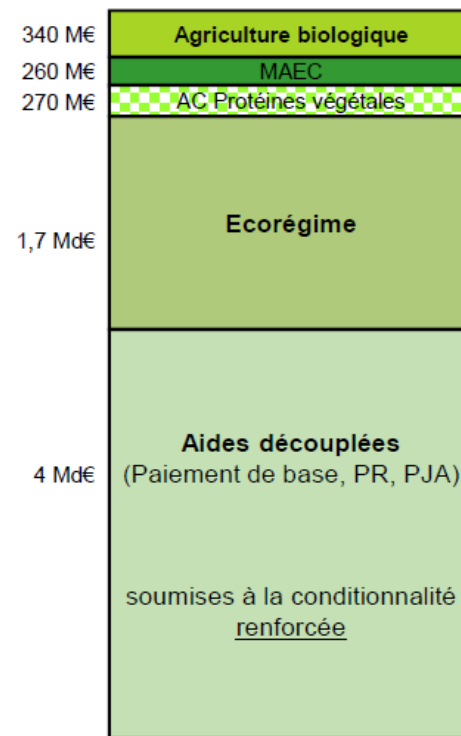 340 M€ Agriculture biologique
260 M€ MAEC
270 M€ AC Protéines végétales
1,7 Md€ Ecorégime
4 Md€ Aides découplées
(Paiement de base, PR, PJA)
soumises à la conditionnalité
renforcée